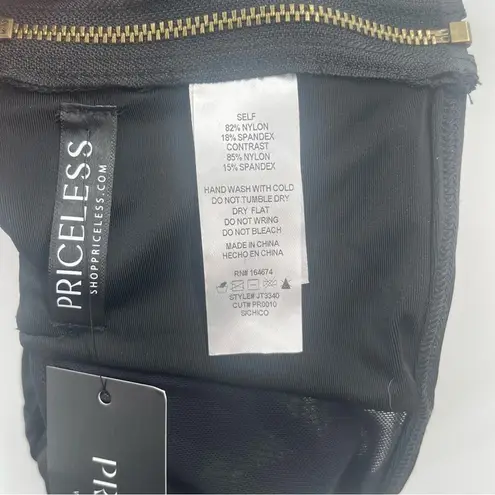 PRICELESS
SHOPPRICELESS.COM
SELF
82% NYLON
18% SPANDEX
CONTRAST
85% NYLON
15% SPANDEX
HAND WASH WITH COLD
DO NOT TUMBLE DRY
DRY FLAT
DO NOT WRING
DO NOT BLEACH
MADE IN CHINA
HECHO EN CHINA
RN# 164674
STYLE# JT3340
CUT# PR0010
SICHICO
PR